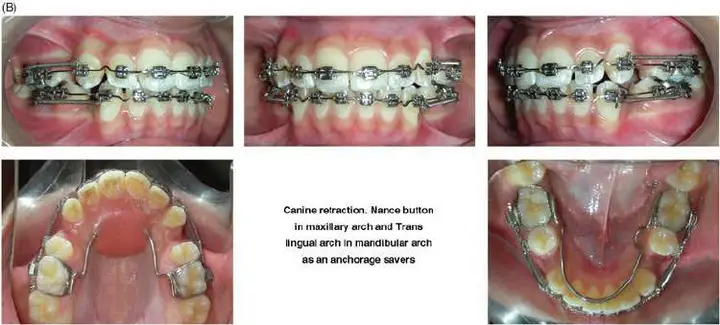 (B)
Canine retraction. Nance button
in maxillary arch and Trans
lingual arch in mandibular arch
as an anchorage savers